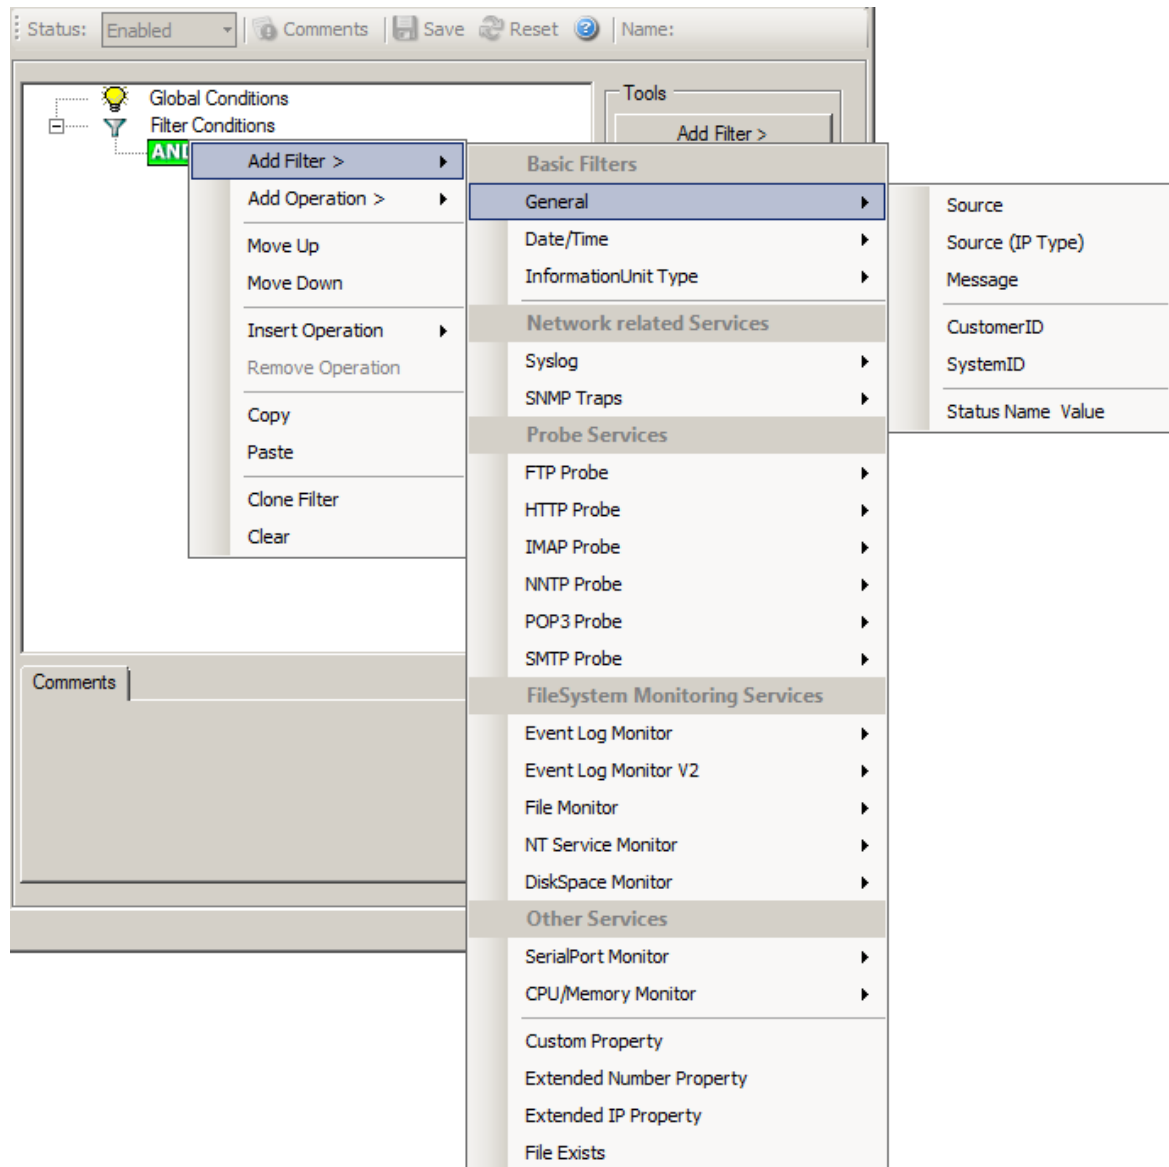 Status: Enabled Comments Save Reset Name:
Global Conditions
Filter Conditions
AND
Tools
Add Filter >
Add Filter >
Add Operation >
Move Up
Move Down
Insert Operation
Remove Operation
Copy
Paste
Clone Filter
Clear
Basic Filters
General
Date/Time
InformationUnit Type
Network related Services
Syslog
SNMP Traps
Probe Services
FTP Probe
HTTP Probe
IMAP Probe
NNTP Probe
POP3 Probe
SMTP Probe
FileSystem Monitoring Services
Event Log Monitor
Event Log Monitor V2
File Monitor
NT Service Monitor
DiskSpace Monitor
Other Services
SerialPort Monitor
CPU/Memory Monitor
Custom Property
Extended Number Property
Extended IP Property
File Exists
Source
Source (IP Type)
Message
CustomerID
SystemID
Status Name Value
Comments